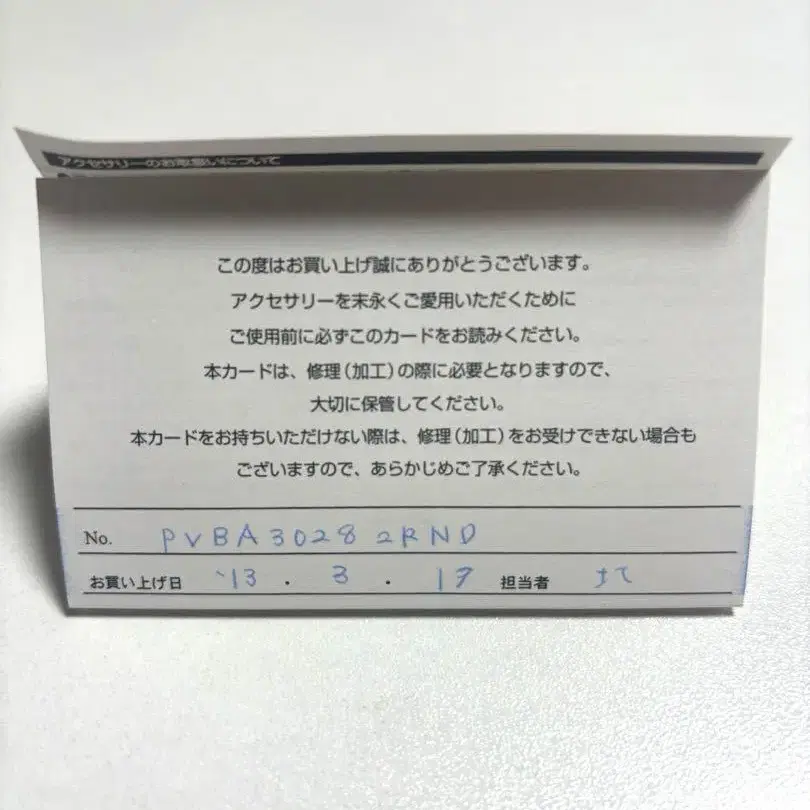 アクセサリーのお取扱いについて
この度はお買い上げ誠にありがとうございます。
アクセサリーを末永くご愛用いただくために
ご使用前に必ずこのカードをお読みください。
本カードは、修理(加工)の際に必要となりますので、
大切に保管してください。
本カードをお持ちいただけない際は、修理(加工)をお受けできない場合も
ございますので、あらかじめご了承ください。
No. PVBA30282RND
お買い上げ日 '13 . 3 . 17 担当者